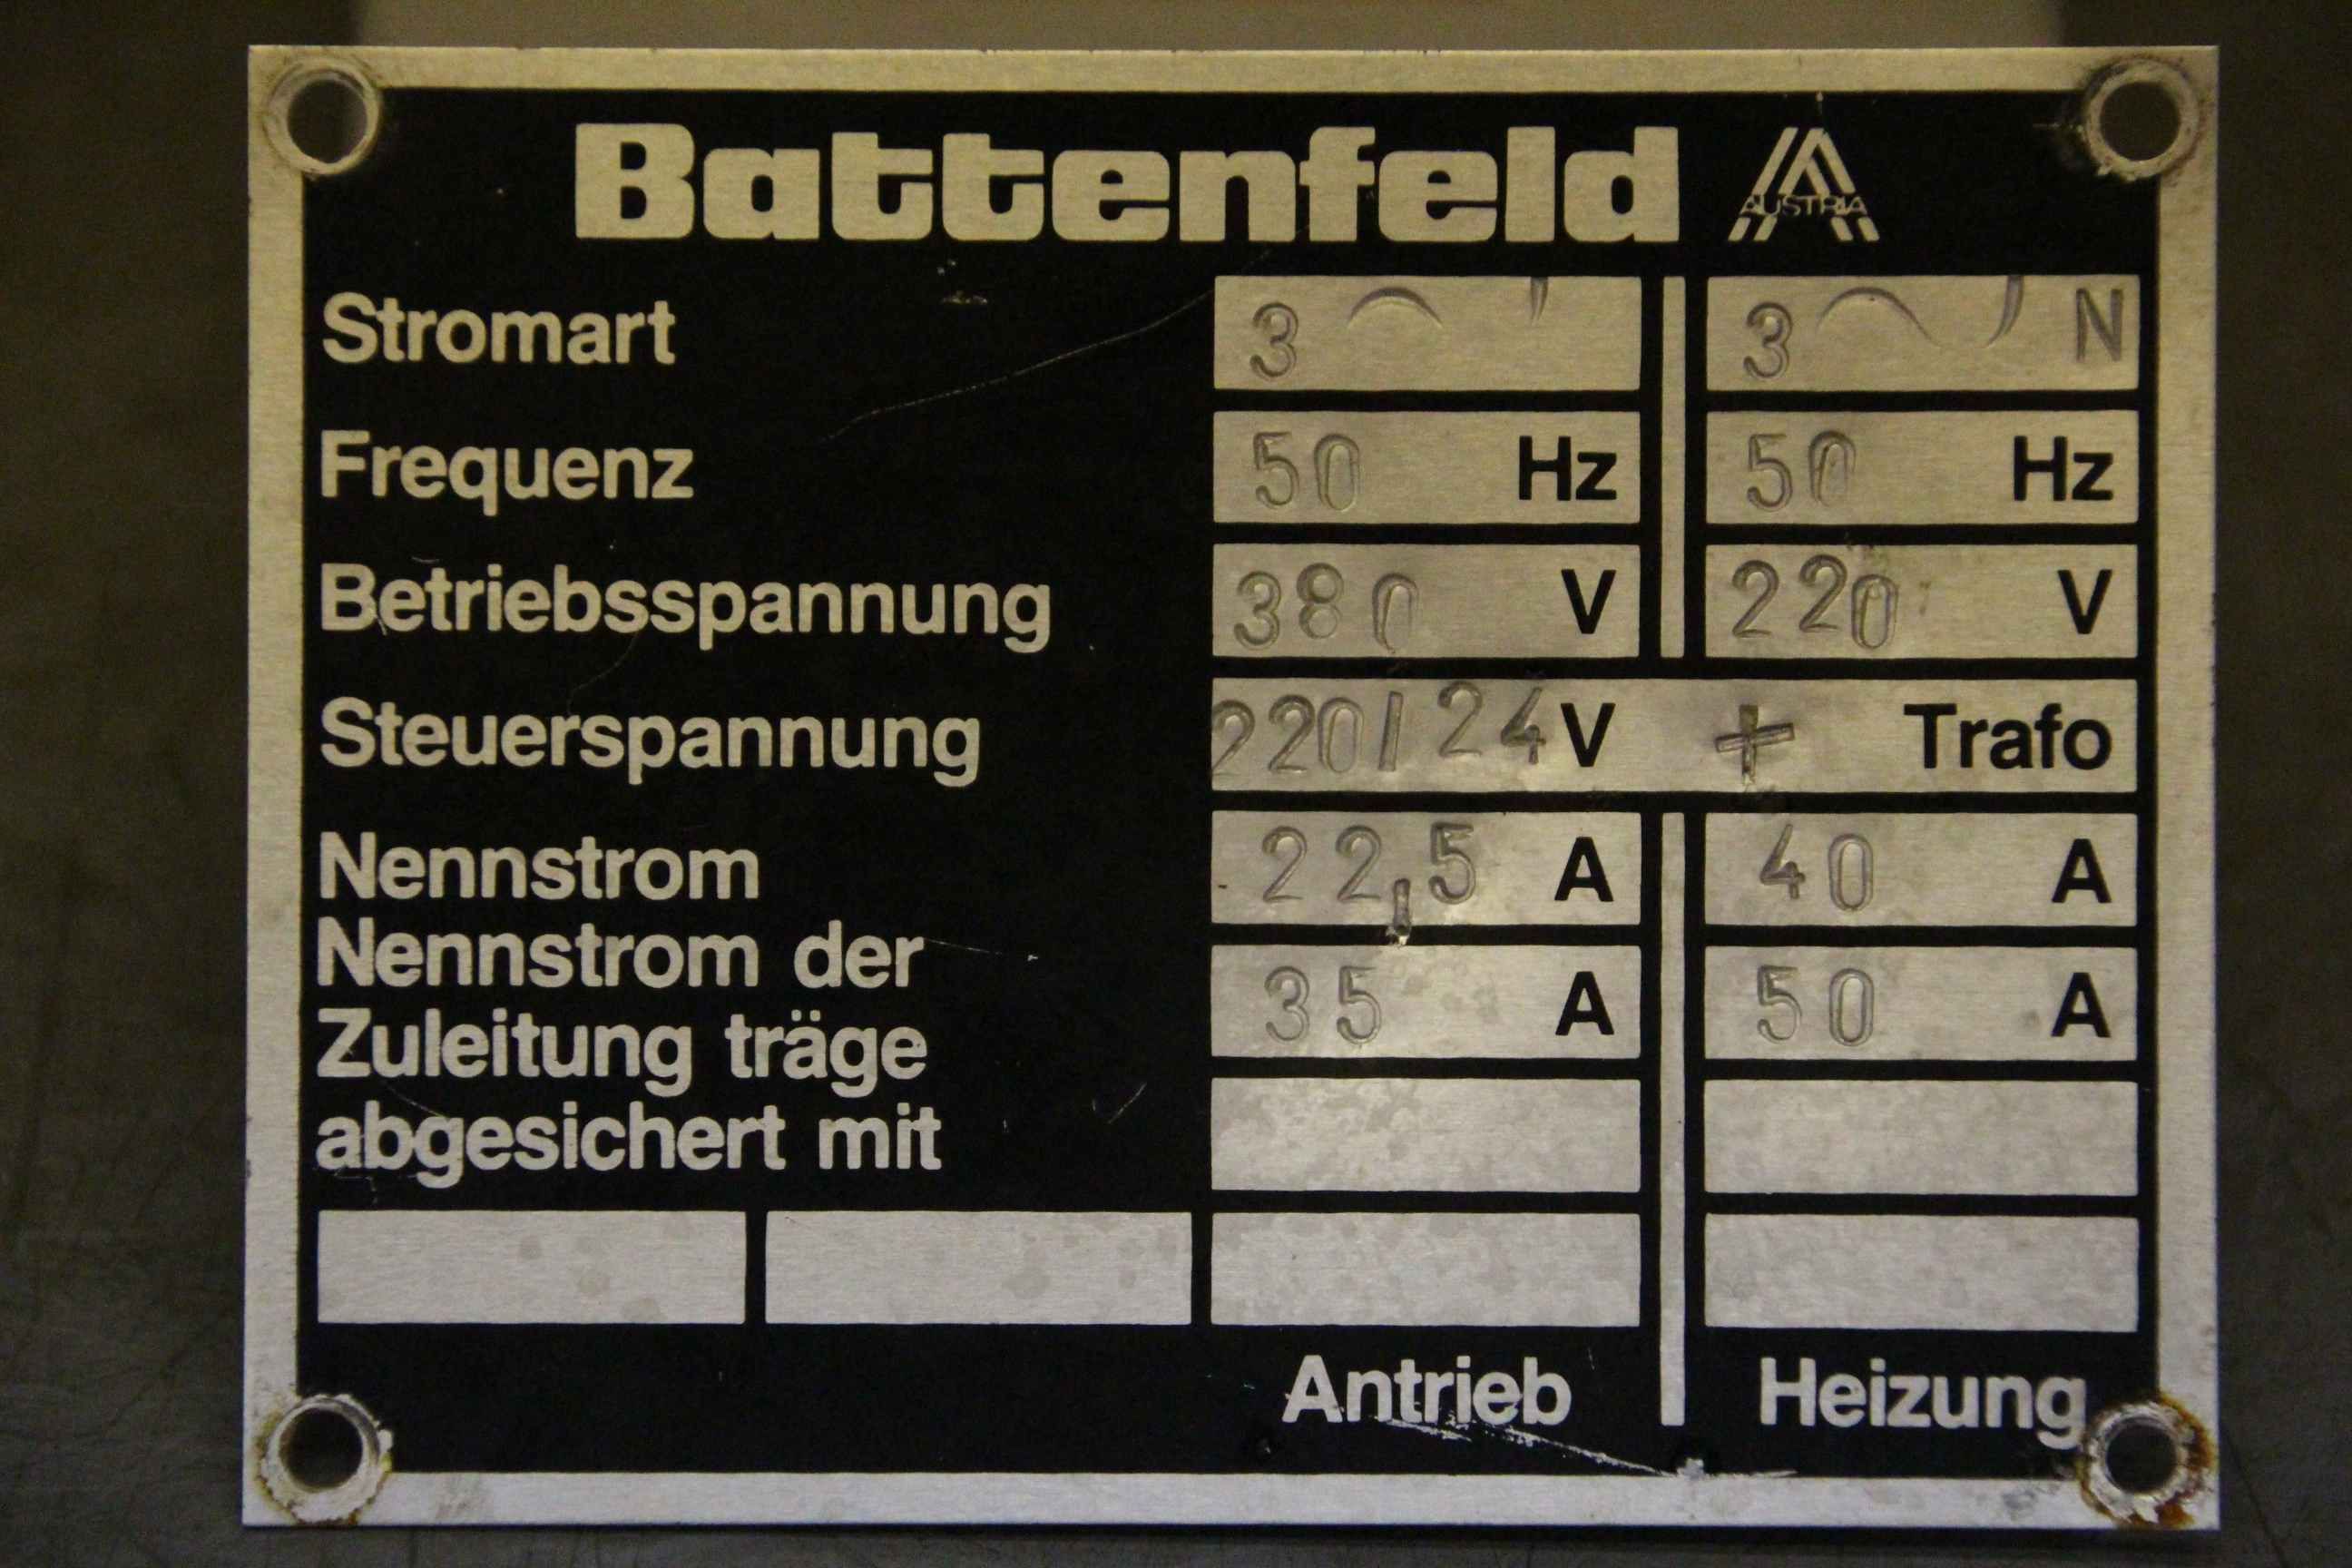 Battenfeld AUSTRIA
Stromart 3 ~ 3 ~ N
Frequenz 50 Hz 50 Hz
Betriebsspannung 380 V 220 V
Steuerspannung 220/24 V + Trafo
Nennstrom 22,5 A 40 A
Nennstrom der
Zuleitung träge 35 A 50 A
abgesichert mit
Antrieb Heizung